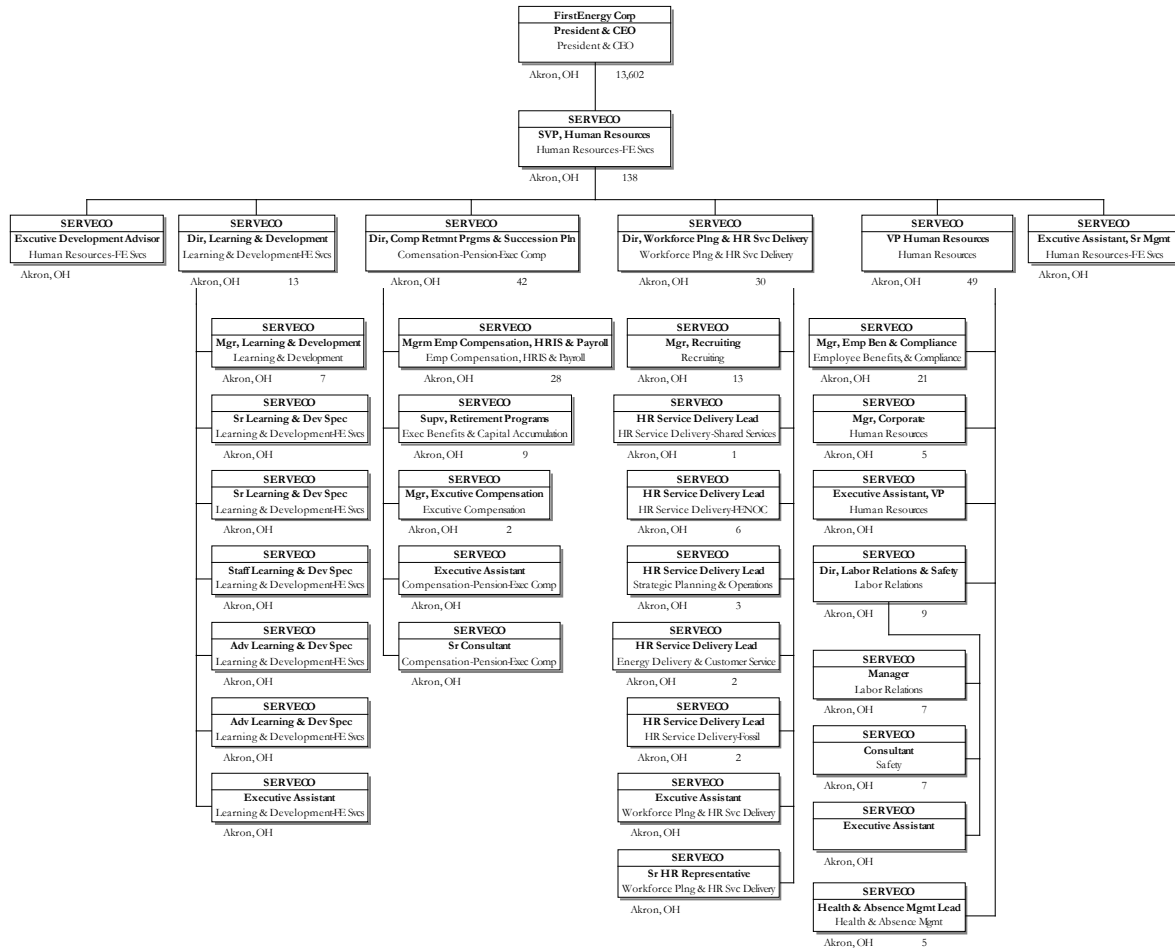 FirstEnergy Corp
President & CEO
President & CEO
Akron, OH 13,602
SERVECO
SVP, Human Resources
Human Resources-FE Svcs
Akron, OH 138
SERVECO
Excutive Development Advisor
Human Resources-FE Svcs
Akron, OH
SERVECO
Dir, Learning & Development
Learning & Development-FE Svcs
Akron, OH 13
SERVECO
Dir, Comp Retmnt Prgms & Succession Pln
Comensation-Pension-Exec Comp
Akron, OH 42
SERVECO
Dir, Workforce Plng & HR Svc Delivery
Workforce Plng & HR Svc Delivery
Akron, OH 30
SERVECO
VP Human Resources
Human Resources
Akron, OH 49
SERVECO
Excutive Assistant, Sr Mgmt
Human Resources-FE Svcs
Akron, OH
SERVECO
Mgr, Learning & Development
Learning & Development
Akron, OH 7
SERVECO
Sr Learning & Dev Spec
Learning & Development-FE Svcs
Akron, OH
SERVECO
Sr Learning & Dev Spec
Learning & Development-FE Svcs
Akron, OH
SERVECO
Staff Learning & Dev Spec
Learning & Development-FE Svcs
Akron, OH
SERVECO
Adv Learning & Dev Spec
Learning & Development-FE Svcs
Akron, OH
SERVECO
Adv Learning & Dev Spec
Learning & Development-FE Svcs
Akron, OH
SERVECO
Executive Assistant
Learning & Development-FE Svcs
Akron, OH
SERVECO
Mgrm Emp Compensation, HRIS & Payroll
Emp Compensation, HRIS & Payroll
Akron, OH 28
SERVECO
Supv, Retirement Programs
Exec Benefits & Capital Accumulation
Akron, OH 9
SERVECO
Mgr, Excutive Compensation
Excutive Compensation
Akron, OH 2
SERVECO
Executive Assistant
Compensation-Pension-Exec Comp
Akron, OH
SERVECO
Sr Consultant
Compensation-Pension-Exec Comp
Akron, OH
SERVECO
Mgr, Recruiting
Recruiting
Akron, OH 13
SERVECO
HR Service Delivery Lead
HR Service Delivery-Shared Services
Akron, OH 1
SERVECO
HR Service Delivery Lead
HR Service Delivery-FENOC
Akron, OH 6
SERVECO
HR Service Delivery Lead
Strategic Planning & Operations
Akron, OH 3
SERVECO
HR Service Delivery Lead
Energy Delivery & Customer Service
Akron, OH 2
SERVECO
HR Service Delivery Lead
HR Service Delivery-Fossil
Akron, OH 2
SERVECO
Excutive Assistant
Workforce Plng & HR Svc Delivery
Akron, OH
SERVECO
Sr HR Representative
Workforce Plng & HR Svc Delivery
Akron, OH
SERVECO
Mgr, Emp Ben & Compliance
Employee Benefits, & Compliance
Akron, OH 21
SERVECO
Mgr, Corporate
Human Resources
Akron, OH 5
SERVECO
Executive Assistant, VP
Human Resources
Akron, OH
SERVECO
Dir, Labor Relations & Safety
Labor Relations
Akron, OH 9
SERVECO
Manager
Labor Relations
Akron, OH 7
SERVECO
Consultant
Safety
Akron, OH 7
SERVECO
Executive Assistant
Akron, OH
SERVECO
Health & Absence Mgmt Lead
Health & Absence Mgmt
Akron, OH 5